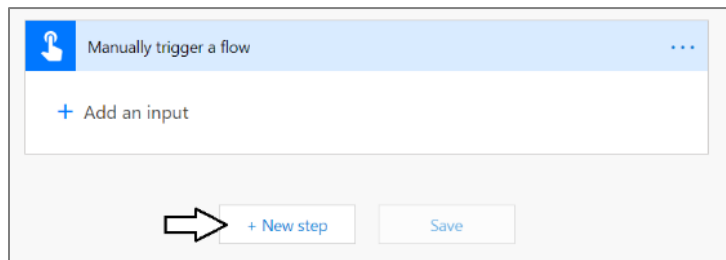 Manually trigger a flow
+ Add an input
+ New step
Save